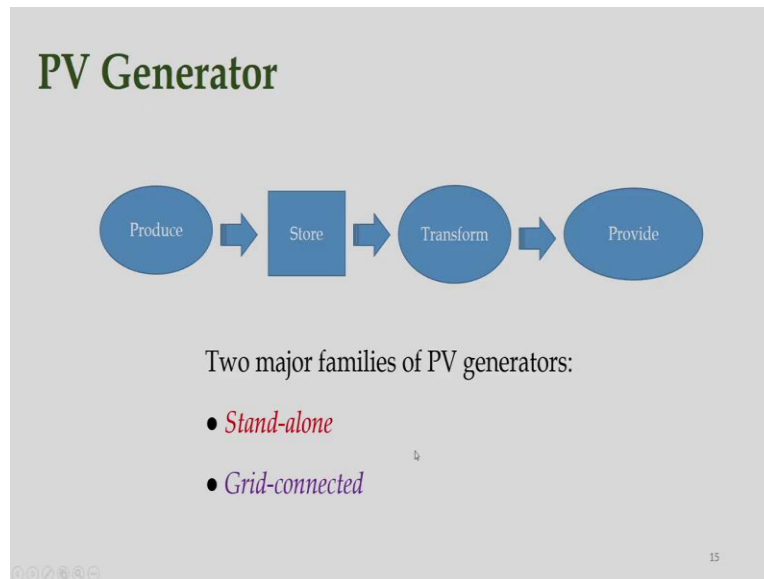 PV Generator
Produce
Store
Transform
Provide
Two major families of PV generators:
● Stand-alone
● Grid-connected
15